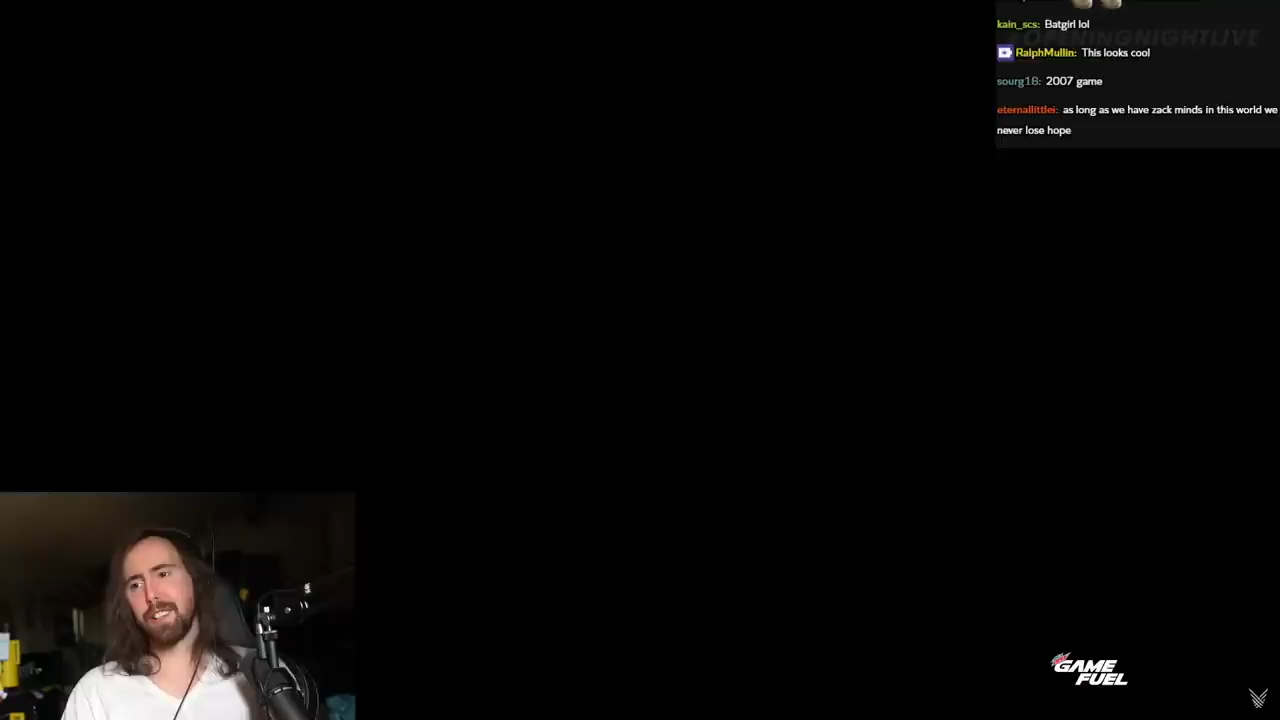 kain_scs: Batgirl lol
OPENINGNIGHTLIVE
RalphMullin: This looks cool
sourg18: 2007 game
eternallittlei: as long as we have zack minds in this world we
never lose hope
GAME
FUEL